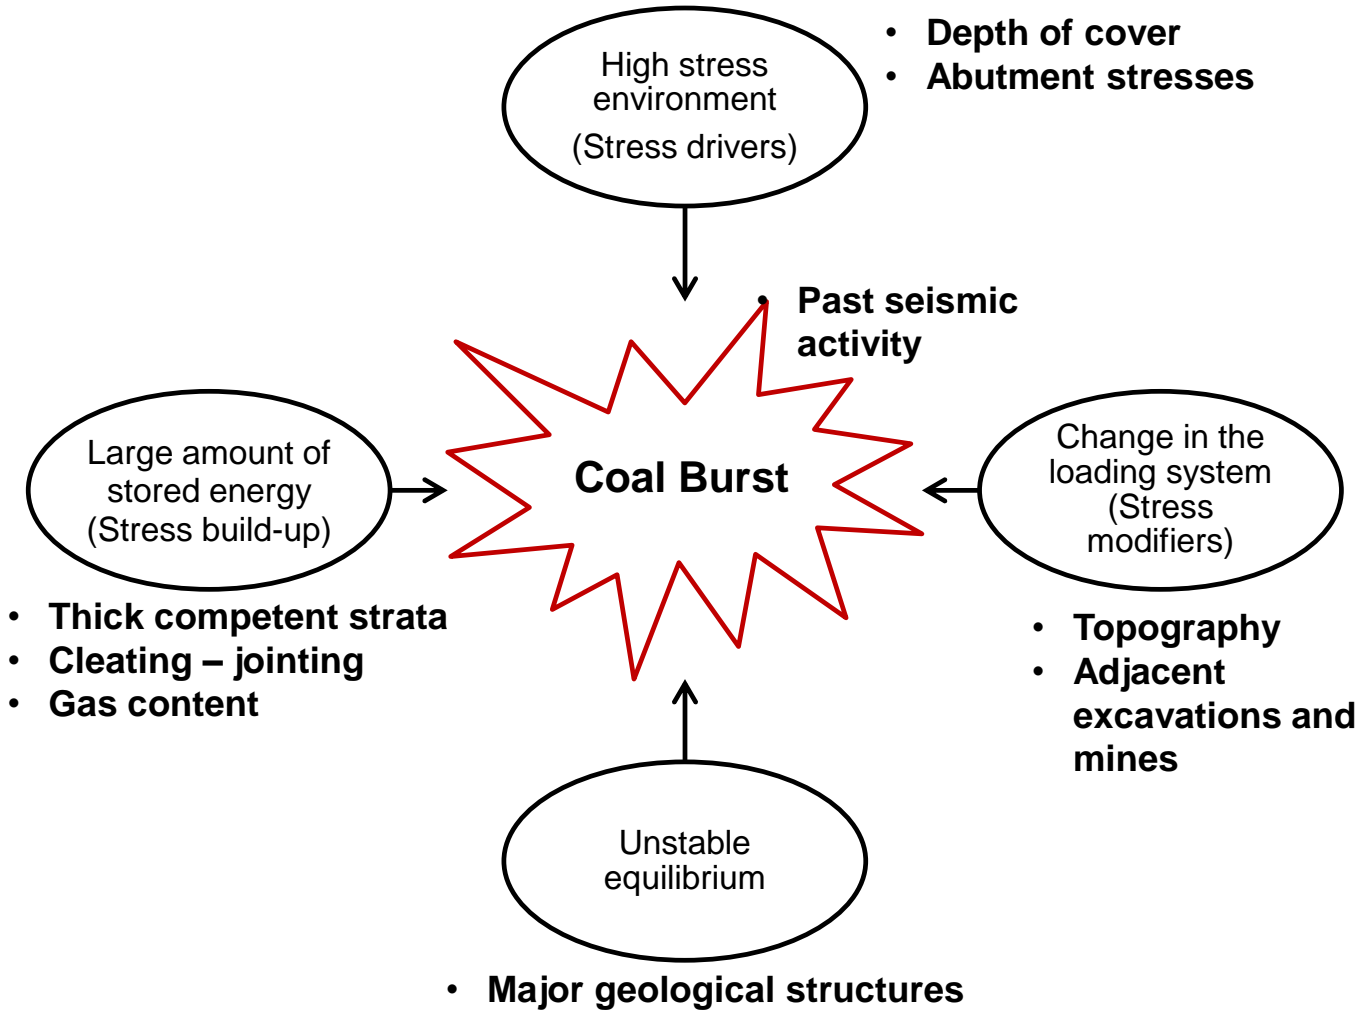 High stress
environment
(Stress drivers)
• Depth of cover
• Abutment stresses
• Past seismic
activity
Coal Burst
Large amount of
stored energy
(Stress build-up)
• Thick competent strata
• Cleating – jointing
• Gas content
Change in the
loading system
(Stress
modifiers)
• Topography
• Adjacent
excavations and
mines
Unstable
equilibrium
• Major geological structures